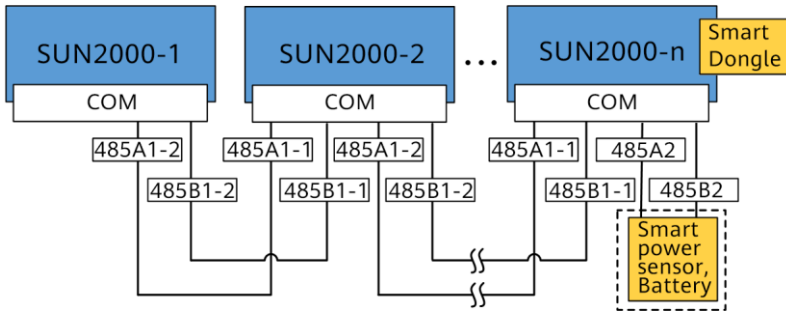 SUN2000-1
SUN2000-2
...
SUN2000-n
Smart
Dongle
COM
COM
COM
485A1-2
485A1-1
485A1-2
485A1-1
485A2
485B1-2
485B1-1
485B1-2
485B1-1
485B2
Smart
power
sensor,
Battery